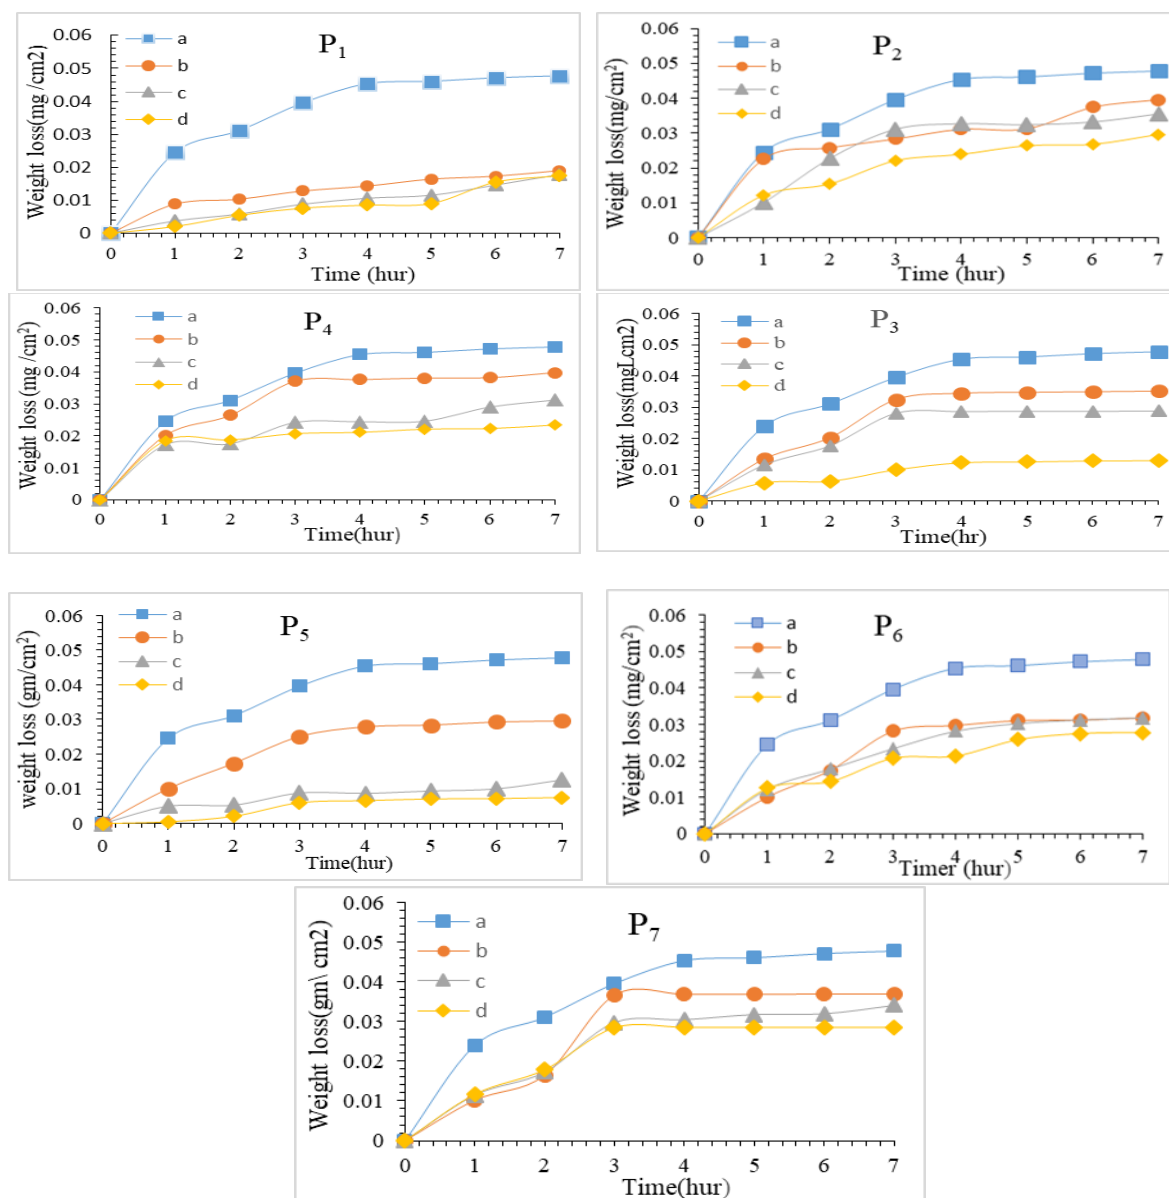 P1
Weight loss(mg /cm2)
0.06
0.05
0.04
0.03
0.02
0.01
0
a
b
c
d
0 1 2 3 4 5 6 7
Time (hur)
P2
Weight loss(mg/cm²)
0.06
0.05
0.04
0.03
0.02
0.01
0
a
b
c
d
0 1 2 3 4 5 6 7
Time (hur)
P4
Weight loss (mg /cm²)
0.06
0.05
0.04
0.03
0.02
0.01
0
a
b
c
d
0 1 2 3 4 5 6 7
Time(hur)
P3
Weight loss(mgLcm2)
0.06
0.05
0.04
0.03
0.02
0.01
0
a
b
c
d
0 1 2 3 4 5 6 7
Time(hr)
P5
weight loss (gm/cm²)
0.06
0.05
0.04
0.03
0.02
0.01
0
a
b
c
d
0 1 2 3 4 5 6 7
Time(hur)
P6
Weight loss (mg/cm²)
0.06
0.05
0.04
0.03
0.02
0.01
0
a
b
c
d
0 1 2 3 4 5 6 7
Timer (hur)
P7
Weight loss(gm\ cm2)
0.06
0.05
0.04
0.03
0.02
0.01
0
a
b
c
d
0 1 2 3 4 5 6 7
Time(hur)